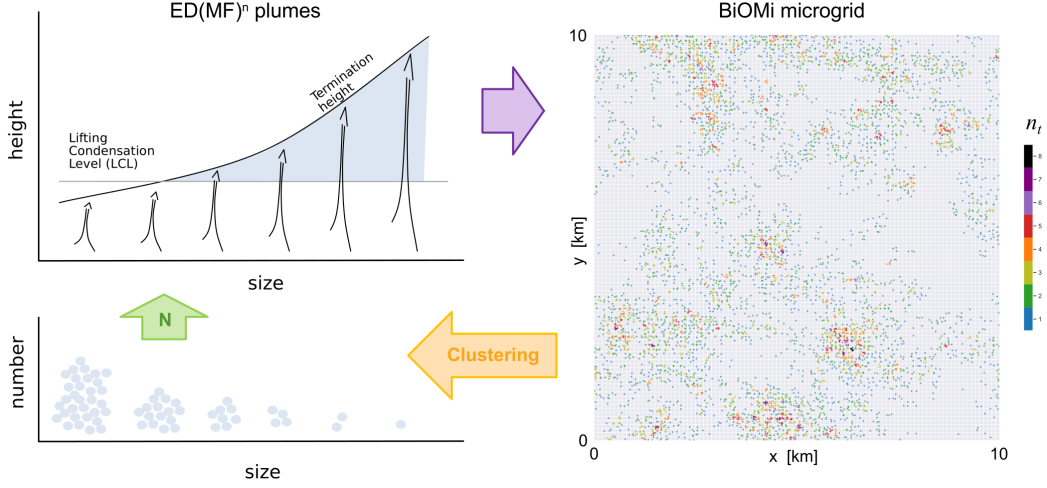 ED(MF)ⁿ plumes
BiOMi microgrid
height
Lifting
Condensation
Level (LCL)
Termination
height
size
N
number
Clustering
size
10
y [km]
0
0
x [km]
10
nₜ
8
7
6
5
4
3
2
1